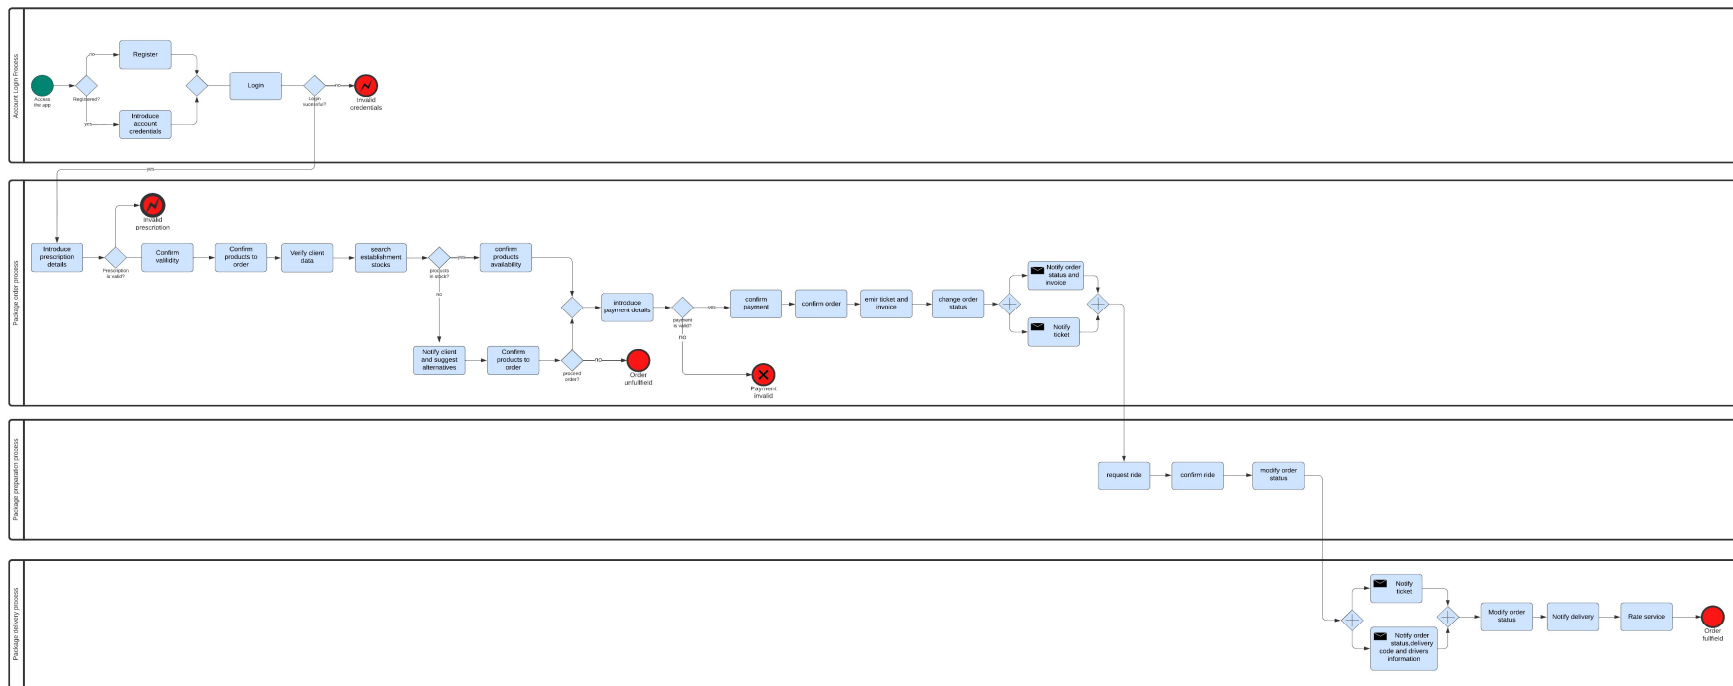 Account Login Process
Access
the app
Registered?
no
yes
Register
Introduce
account
credentials
Login
Login
sucessful?
no
Invalid
credentials
yes
Package order process
Introduce
prescription
details
Prescription
is valid?
Invalid
prescription
Confirm
valilidity
Confirm
products to
order
Verify client
data
search
establishment
stocks
products
in stock?
yes
no
confirm
products
availability
Notify client
and suggest
alternatives
Confirm
products to
order
proceed
order?
no
Order
unfullfield
introduce
payment details
payment
is valid?
yes
no
Payment
invalid
confirm
payment
confirm order
emir ticket and
invoice
change order
status
Notify order
status and
invoice
Notify
ticket
Package preparation process
request ride
confirm ride
modify order
status
Package delivery process
Notify
ticket
Notify order
status,delivery
code and drivers
information
Modify order
status
Notify delivery
Rate service
Order
fullfield